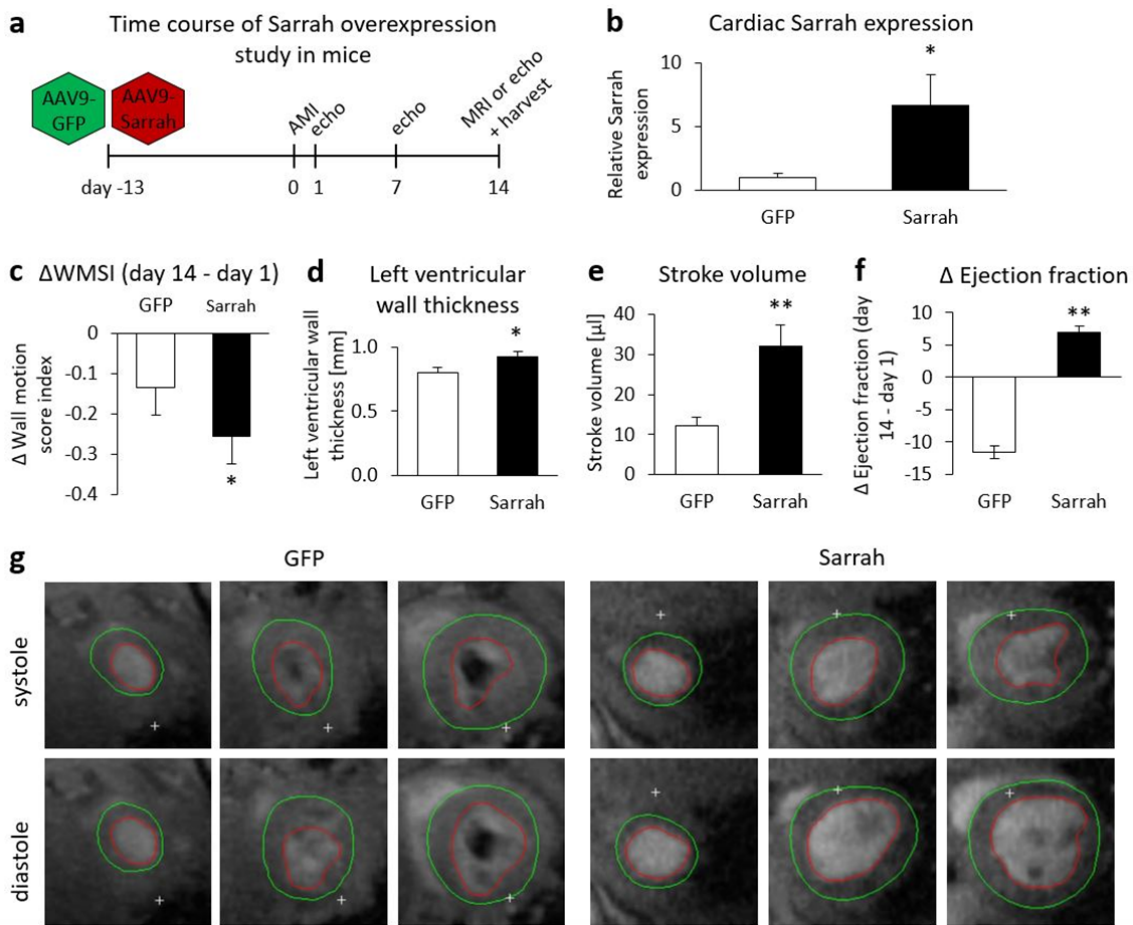 a
Time course of Sarrah overexpression
study in mice
AAV9-
GFP
AAV9-
Sarrah
AMI
echo
echo
MRI or echo
+ harvest
day -13
0
1
7
14
b
Cardiac Sarrah expression
*
Relative Sarrah
expression
10
5
0
GFP
Sarrah
c
ΔWMSI (day 14 - day 1)
GFP
Sarrah
Δ Wall motion
score index
0
-0.1
-0.2
-0.3
-0.4
*
d
Left ventricular
wall thickness
*
Left ventricular wall
thickness [mm]
1.0
0.5
0.0
GFP
Sarrah
e
Stroke volume
**
Stroke volume [µl]
40
30
20
10
0
GFP
Sarrah
f
Δ Ejection fraction
**
Δ Ejection fraction (day
14 - day 1)
10
5
0
-5
-10
-15
GFP
Sarrah
g
GFP
Sarrah
systole
diastole